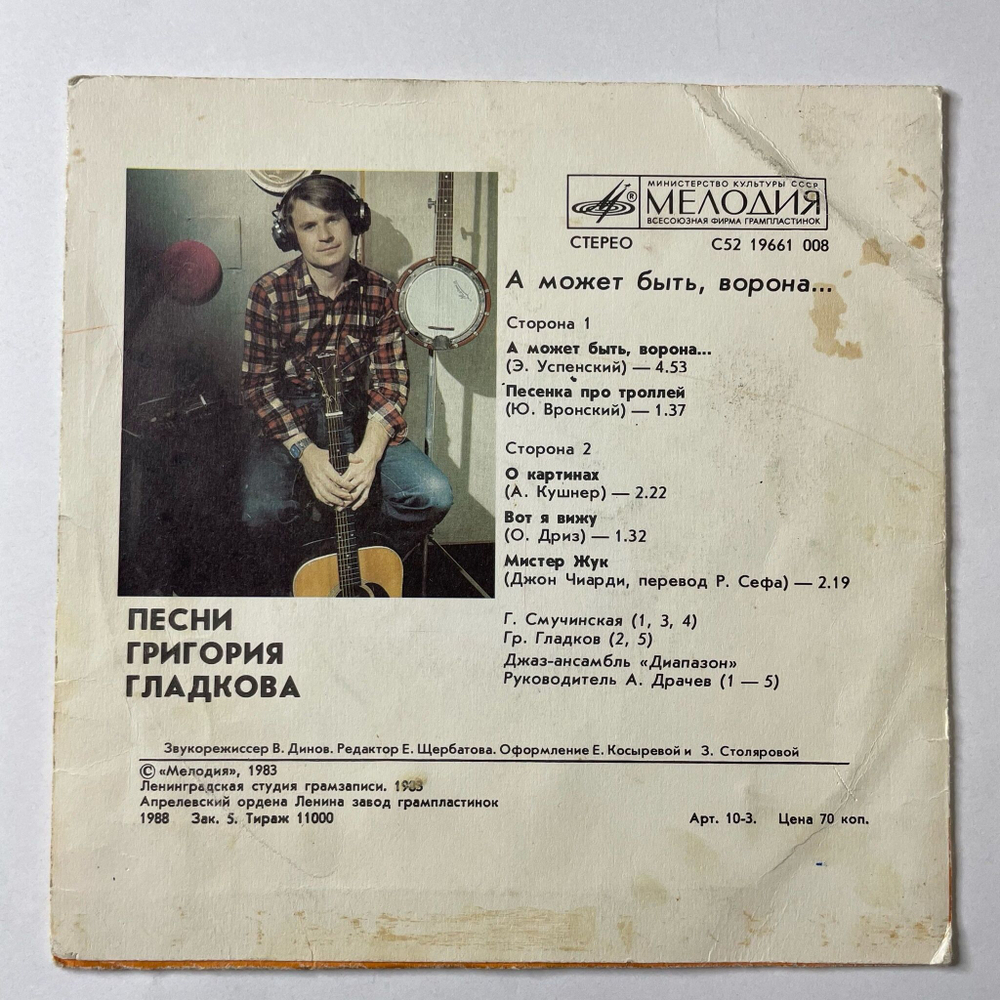 МИНИСТЕРСТВО КУЛЬТУРЫ СССР
® МЕЛОДИЯ
ВСЕСОЮЗНАЯ ФИРМА ГРАМПЛАСТИНОК
СТЕРЕО С52 19661 008
А может быть, ворона...
Сторона 1
А может быть, ворона...
(Э. Успенский) — 4.53
Песенка про троллей
(Ю. Вронский) — 1.37
Сторона 2
О картинах
(А. Кушнер) — 2.22
Вот я вижу
(О. Дриз) — 1.32
Мистер Жук
(Джон Чиарди, перевод Р. Сефа) — 2.19
Г. Смучинская (1, 3, 4)
Гр. Гладков (2, 5)
Джаз-ансамбль «Диапазон»
Руководитель А. Драчев (1 — 5)
ПЕСНИ
ГРИГОРИЯ
ГЛАДКОВА
Звукорежиссер В. Динов. Редактор Е. Щербатова. Оформление Е. Косыревой и З. Столяровой
© «Мелодия», 1983
Ленинградская студия грамзаписи. 1983
Апрелевский ордена Ленина завод грампластинок
1988 Зак. 5. Тираж 11000 Арт. 10-3. Цена 70 коп.